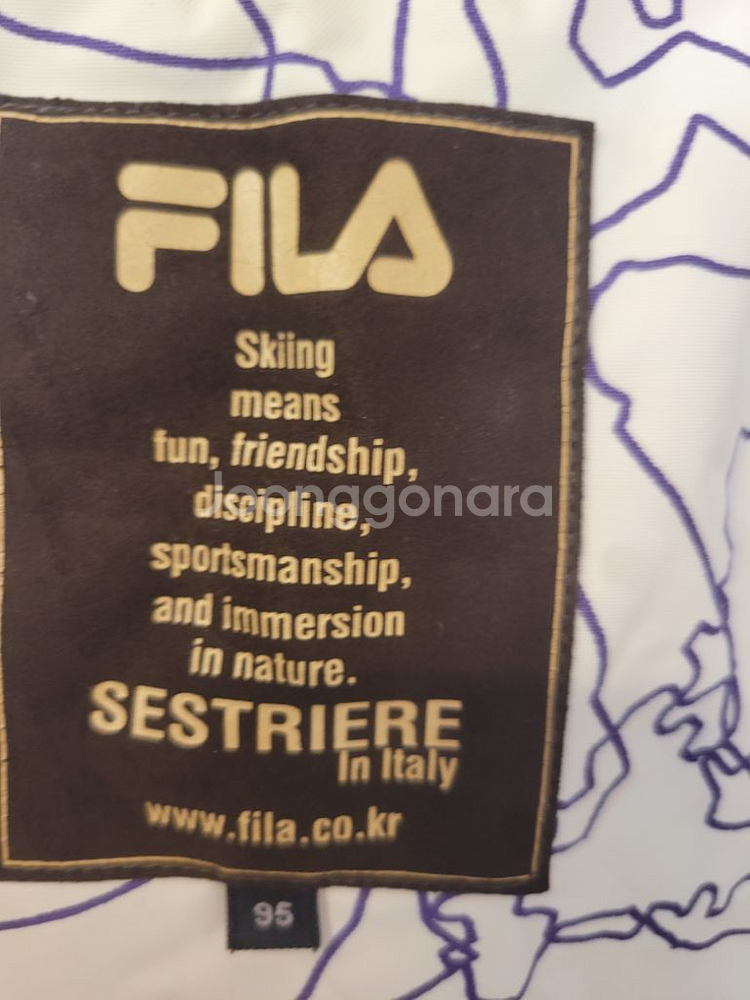 FILA
Skiing
means
fun, friendship,
discipline,
sportsmanship,
and immersion
in nature.
SESTRIERE
In Italy
www.fila.co.kr
95
Joonggonara